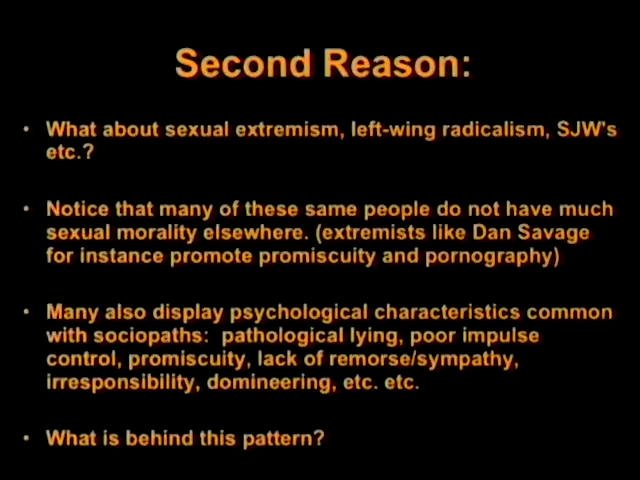 Second Reason:
• What about sexual extremism, left-wing radicalism, SJW's
etc.?
• Notice that many of these same people do not have much
sexual morality elsewhere. (extremists like Dan Savage
for instance promote promiscuity and pornography)
• Many also display psychological characteristics common
with sociopaths: pathological lying, poor impulse
control, promiscuity, lack of remorse/sympathy,
irresponsibility, domineering, etc. etc.
• What is behind this pattern?